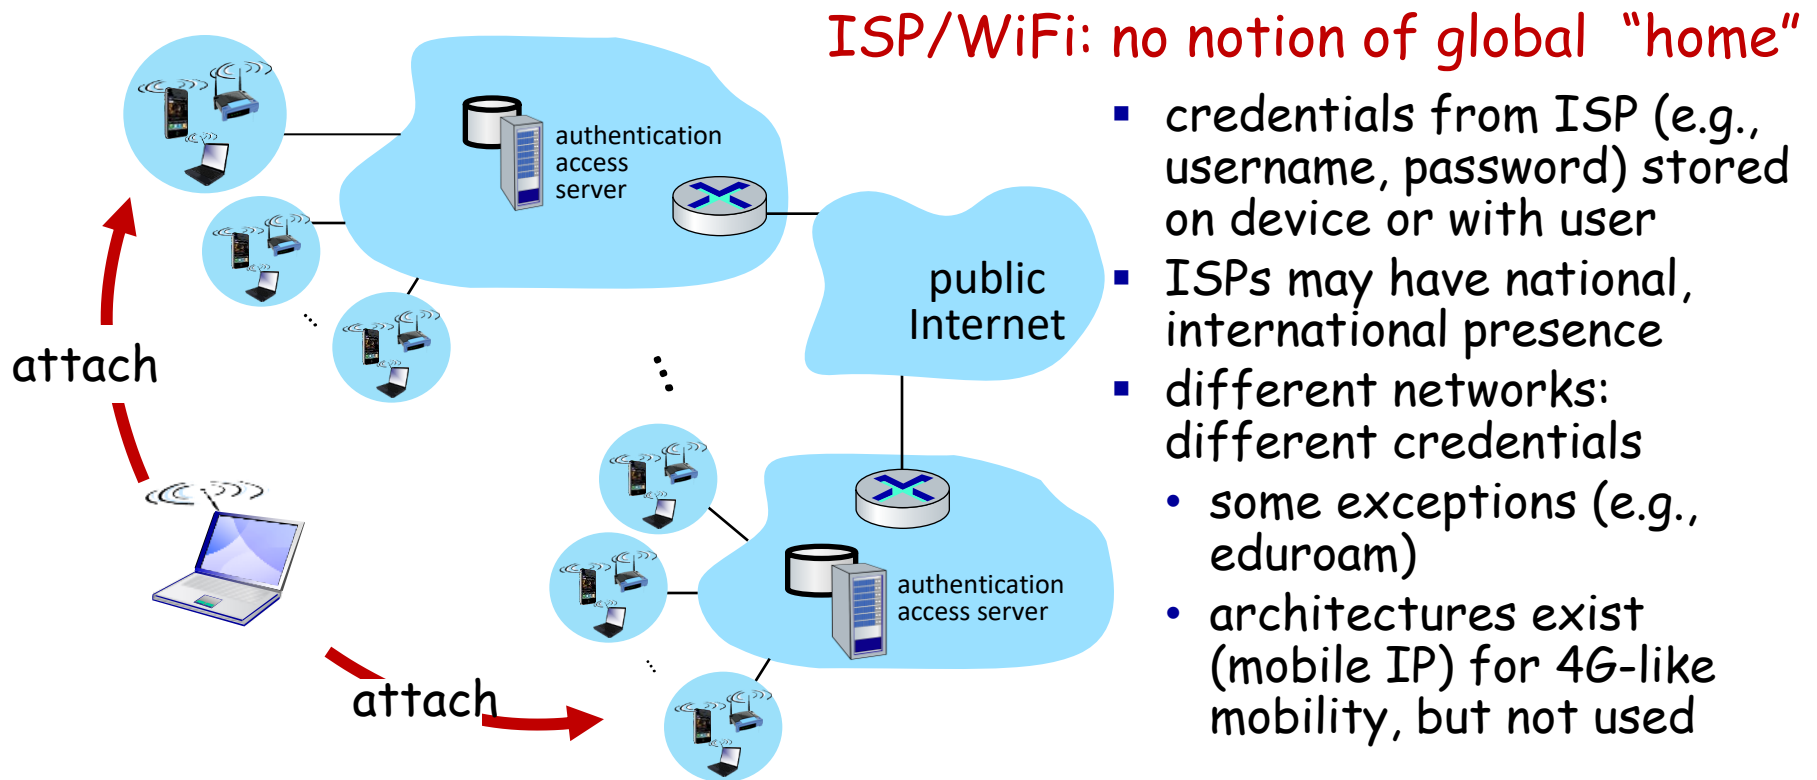 ISP/WiFi: no notion of global “home”
authentication
access
server
public
Internet
attach
attach
authentication
access server
▪ credentials from ISP (e.g.,
username, password) stored
on device or with user
▪ ISPs may have national,
international presence
▪ different networks:
different credentials
• some exceptions (e.g.,
eduroam)
• architectures exist
(mobile IP) for 4G-like
mobility, but not used